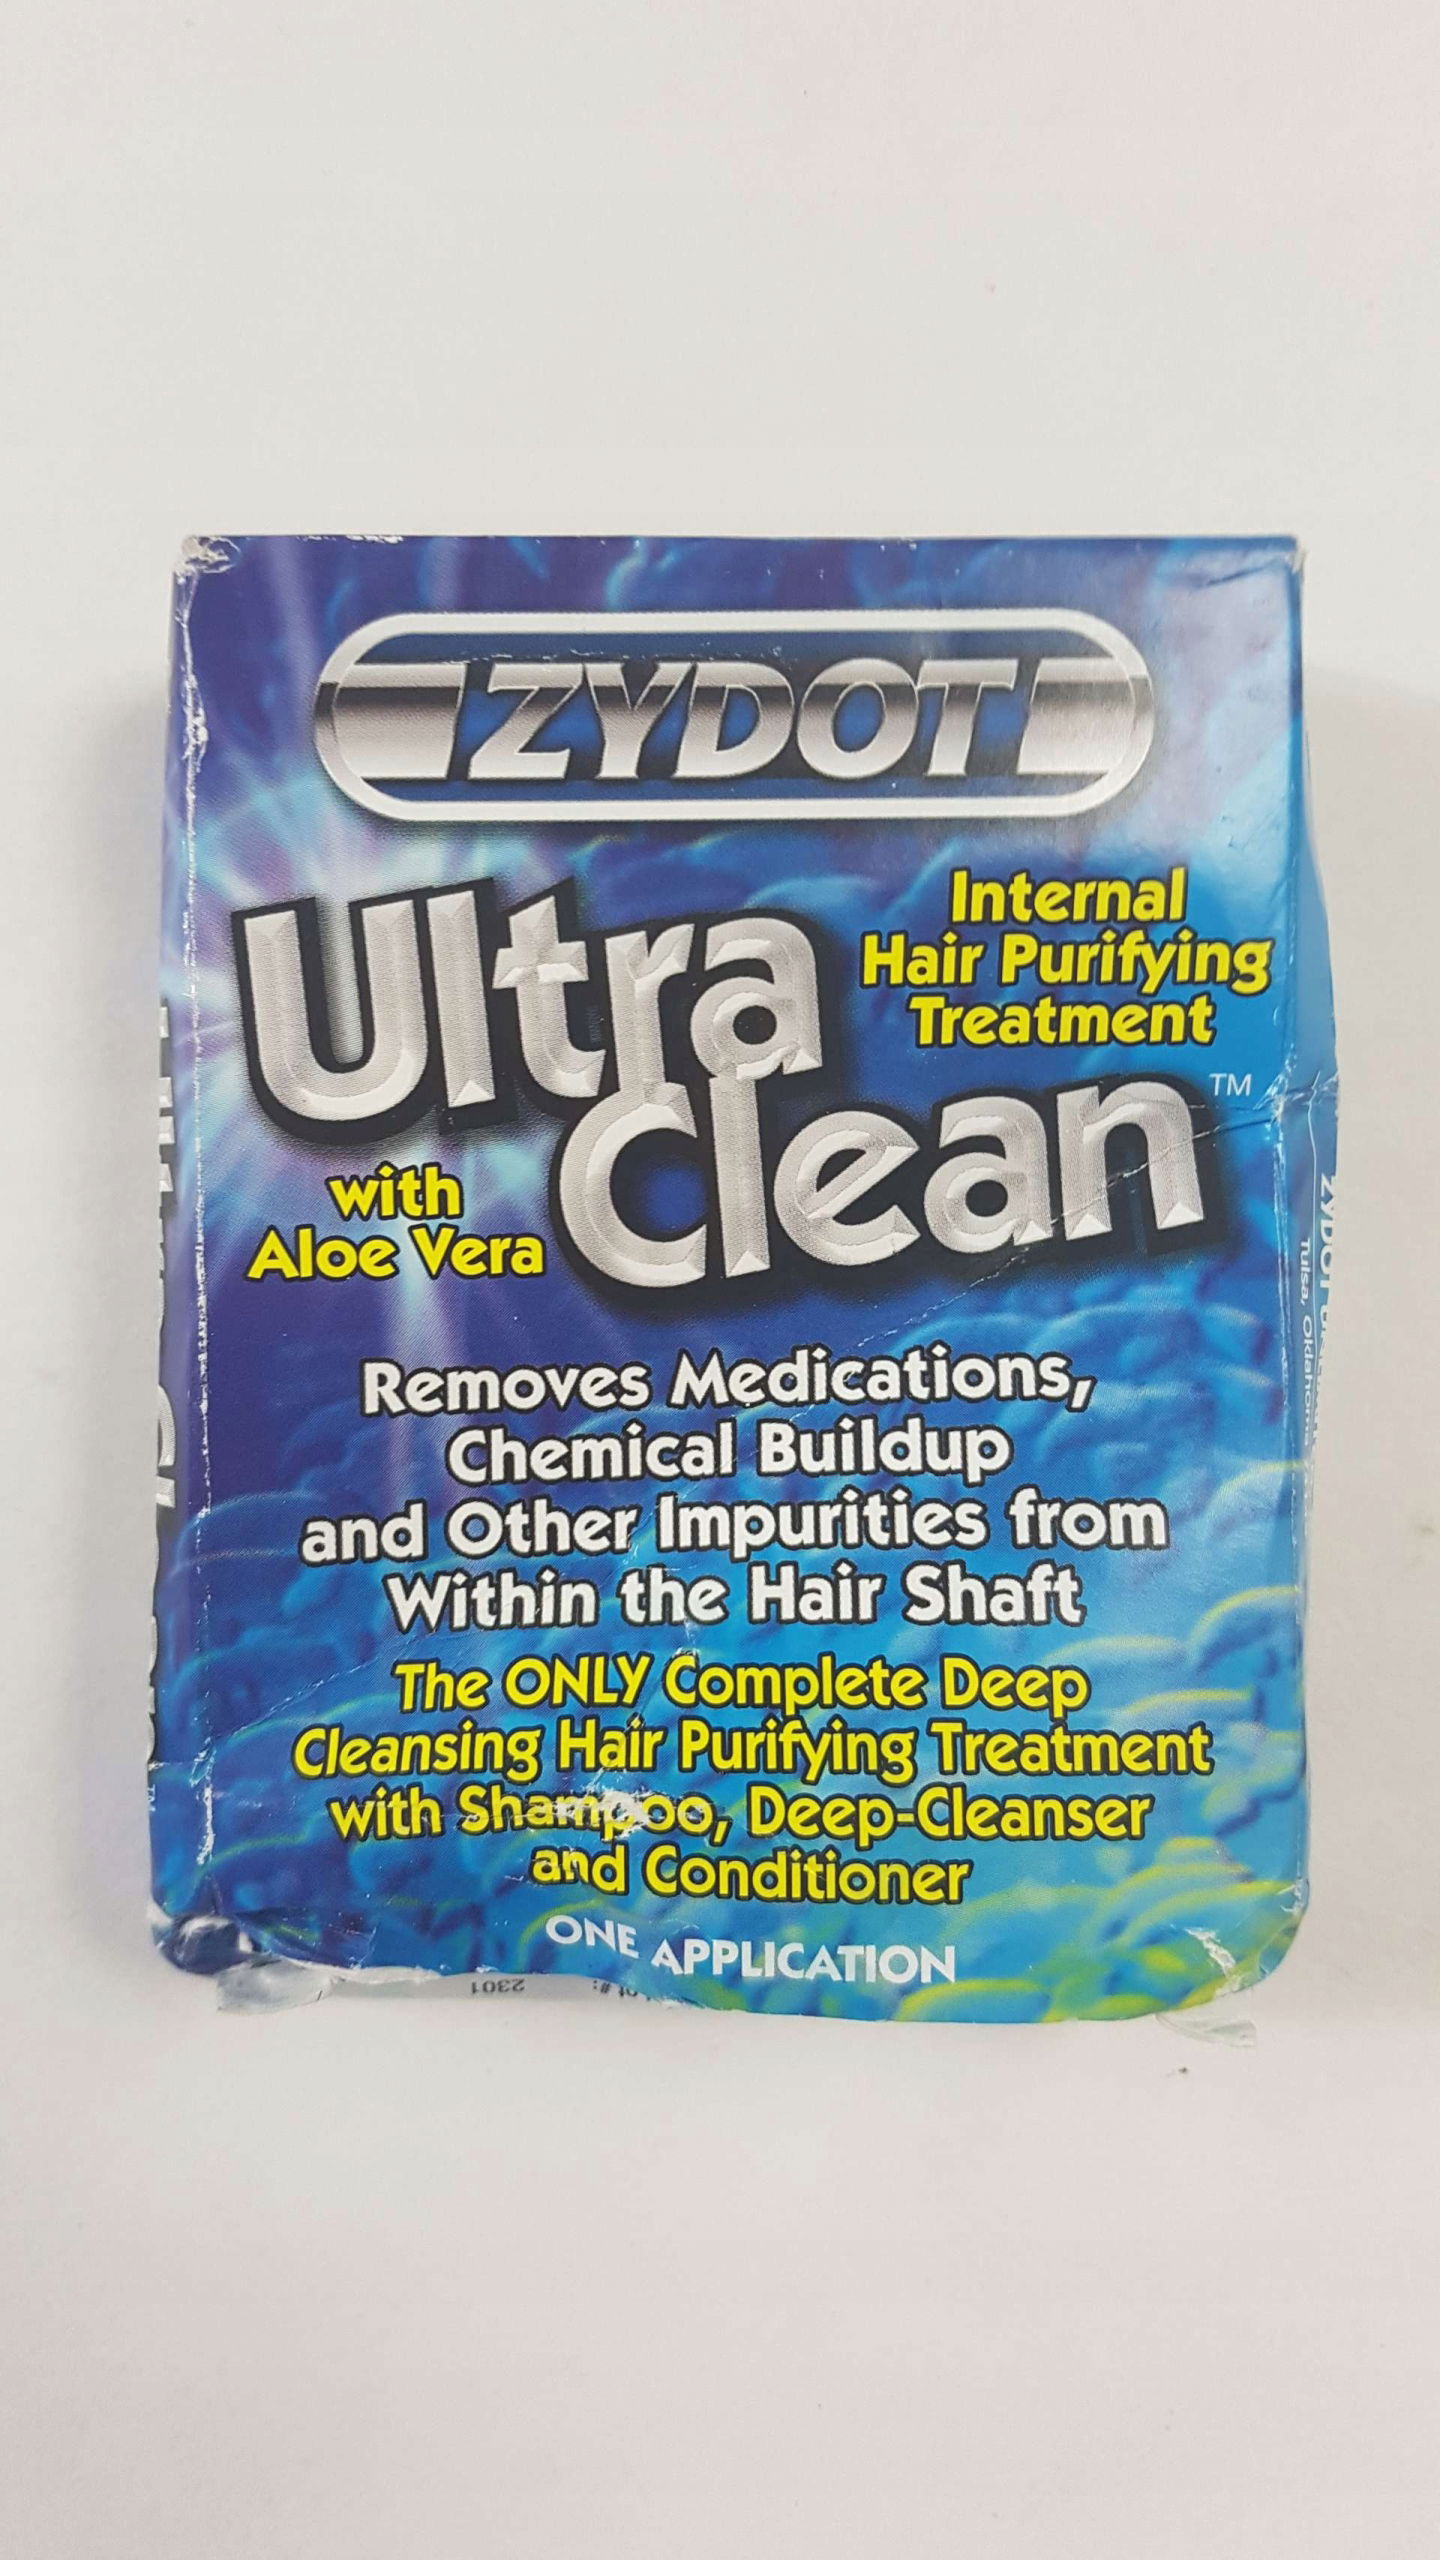 ZYDOT
Internal
Hair Purifying
Treatment
Ultra
Clean™
with
Aloe Vera
Removes Medications,
Chemical Buildup
and Other Impurities from
Within the Hair Shaft
The ONLY Complete Deep
Cleansing Hair Purifying Treatment
with Shampoo, Deep-Cleanser
and Conditioner
ONE APPLICATION
2301
ZYDOT
Tulsa, Oklahoma